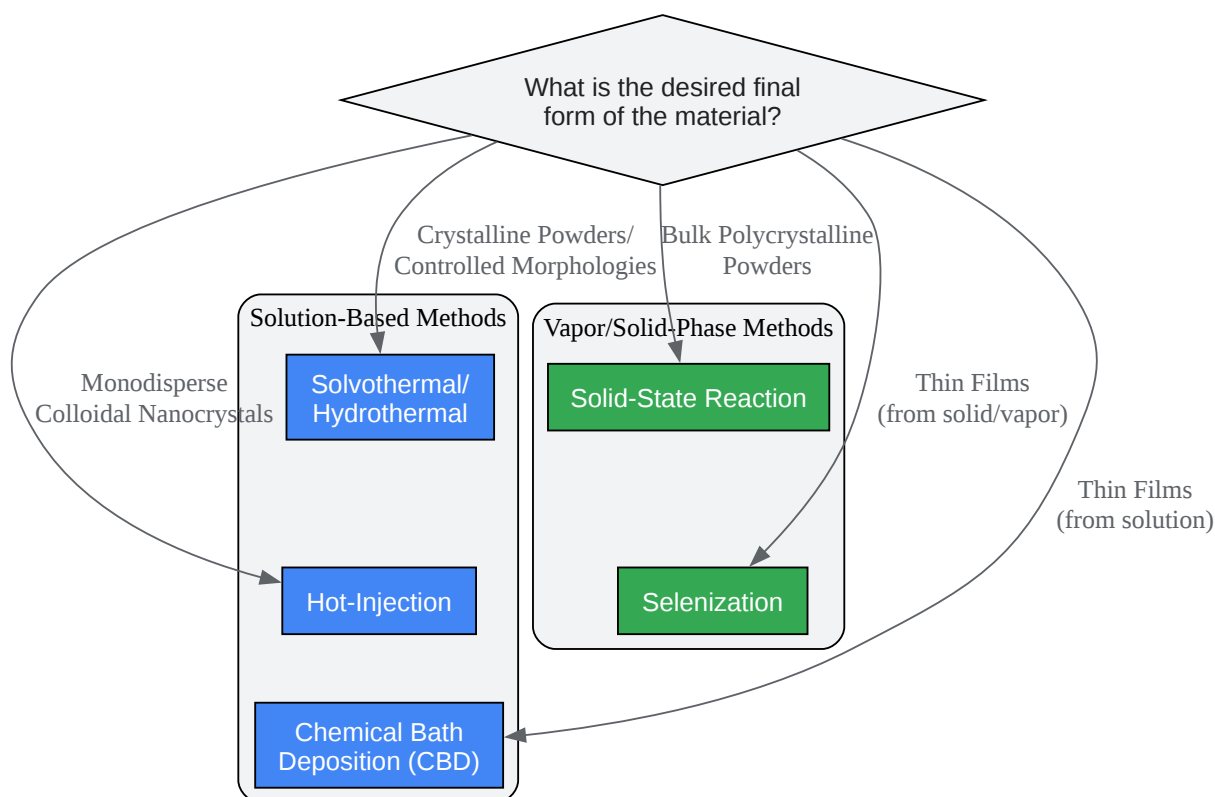 What is the desired final
form of the material?
Crystalline Powders/
Controlled Morphologies
Bulk Polycrystalline
Powders
Solution-Based Methods
Vapor/Solid-Phase Methods
Solvothermal/
Hydrothermal
Solid-State Reaction
Monodisperse
Colloidal Nanocrystals
Thin Films
(from solid/vapor)
Thin Films
(from solution)
Hot-Injection
Selenization
Chemical Bath
Deposition (CBD)